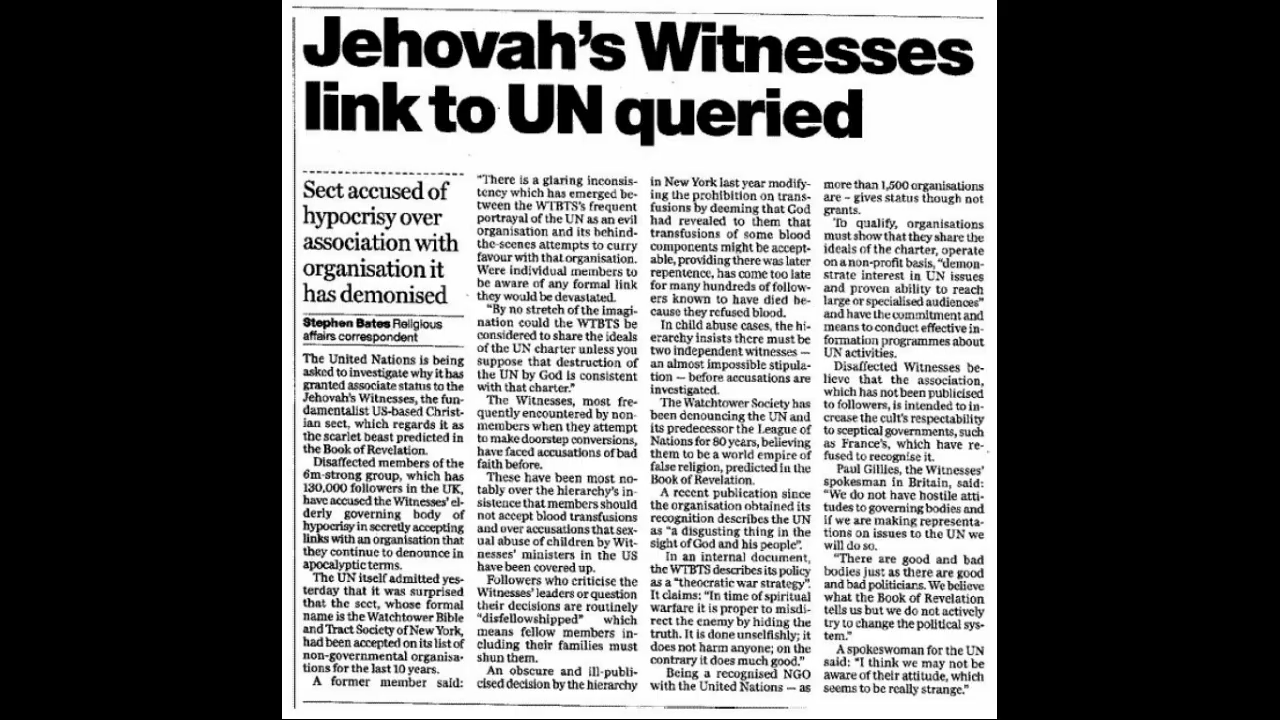 Jehovah's Witnesses
link to UN queried
Sect accused of
hypocrisy over
association with
organisation it
has demonised
Stephen Bates Religious
affairs correspondent
The United Nations is being
asked to investigate why it has
granted associate status to the
Jehovah's Witnesses, the fun-
damentalist US-based Christ-
ian sect, which regards it as
the scarlet beast predicted in
the Book of Revelation.
Disaffected members of the
6m-strong group, which has
130,000 followers in the UK,
have accused the Witnesses' el-
derly governing body of
hypocrisy in secretly accepting
links with an organisation that
they continue to denounce in
apocalyptic terms.
The UN itself admitted yes-
terday that it was surprised
that the sect, whose formal
name is the Watchtower Bible
and Tract Society of New York,
had been accepted on its list of
non-governmental organisa-
tions for the last 10 years.
A former member said:
"There is a glaring inconsis-
tency which has emerged be-
tween the WTBTS's frequent
portrayal of the UN as an evil
organisation and its behind-
the-scenes attempts to curry
favour with that organisation.
Were individual members to
be aware of any formal link
they would be devastated.
"By no stretch of the imagi-
nation could the WTBTS be
considered to share the ideals
of the UN charter unless you
suppose that destruction of
the UN by God is consistent
with that charter."
The Witnesses, most fre-
quently encountered by non-
members when they attempt
to make doorstep conversions,
have faced accusations of bad
faith before.
These have been most no-
tably over the hierarchy's in-
sistence that members should
not accept blood transfusions
and over accusations that sex-
ual abuse of children by Wit-
nesses' ministers in the US
have been covered up.
Followers who criticise the
Witnesses' leaders or question
their decisions are routinely
"disfellowshipped" which
means fellow members in-
cluding their families must
shun them.
An obscure and ill-publi-
cised decision by the hierarchy
in New York last year modify-
ing the prohibition on trans-
fusions by deeming that God
had revealed to them that
transfusions of some blood
components might be accept-
able, providing there was later
repentence, has come too late
for many hundreds of follow-
ers known to have died be-
cause they refused blood.
In child abuse cases, the hi-
erarchy insists there must be
two independent witnesses —
an almost impossible stipula-
tion — before accusations are
investigated.
The Watchtower Society has
been denouncing the UN and
its predecessor the League of
Nations for 80 years, believing
them to be a world empire of
false religion, predicted in the
Book of Revelation.
A recent publication since
the organisation obtained its
recognition describes the UN
as "a disgusting thing in the
sight of God and his people".
In an internal document,
the WTBTS describes its policy
as a "theocratic war strategy".
It claims: "In time of spiritual
warfare it is proper to misdi-
rect the enemy by hiding the
truth. It is done unselfishly; it
does not harm anyone; on the
contrary it does much good."
Being a recognised NGO
with the United Nations — as
more than 1,500 organisations
are – gives status though not
grants.
To qualify, organisations
must show that they share the
ideals of the charter, operate
on a non-profit basis, "demon-
strate interest in UN issues
and proven ability to reach
large or specialised audiences"
and have the commitment and
means to conduct effective in-
formation programmes about
UN activities.
Disaffected Witnesses be-
lieve that the association,
which has not been publicised
to followers, is intended to in-
crease the cult's respectability
to sceptical governments, such
as France's, which have re-
fused to recognise it.
Paul Gillies, the Witnesses'
spokesman in Britain, said:
"We do not have hostile atti-
tudes to governing bodies and
if we are making representa-
tions on issues to the UN we
will do so.
"There are good and bad
bodies just as there are good
and bad politicians. We believe
what the Book of Revelation
tells us but we do not actively
try to change the political sys-
tem."
A spokeswoman for the UN
said: "I think we may not be
aware of their attitude, which
seems to be really strange."